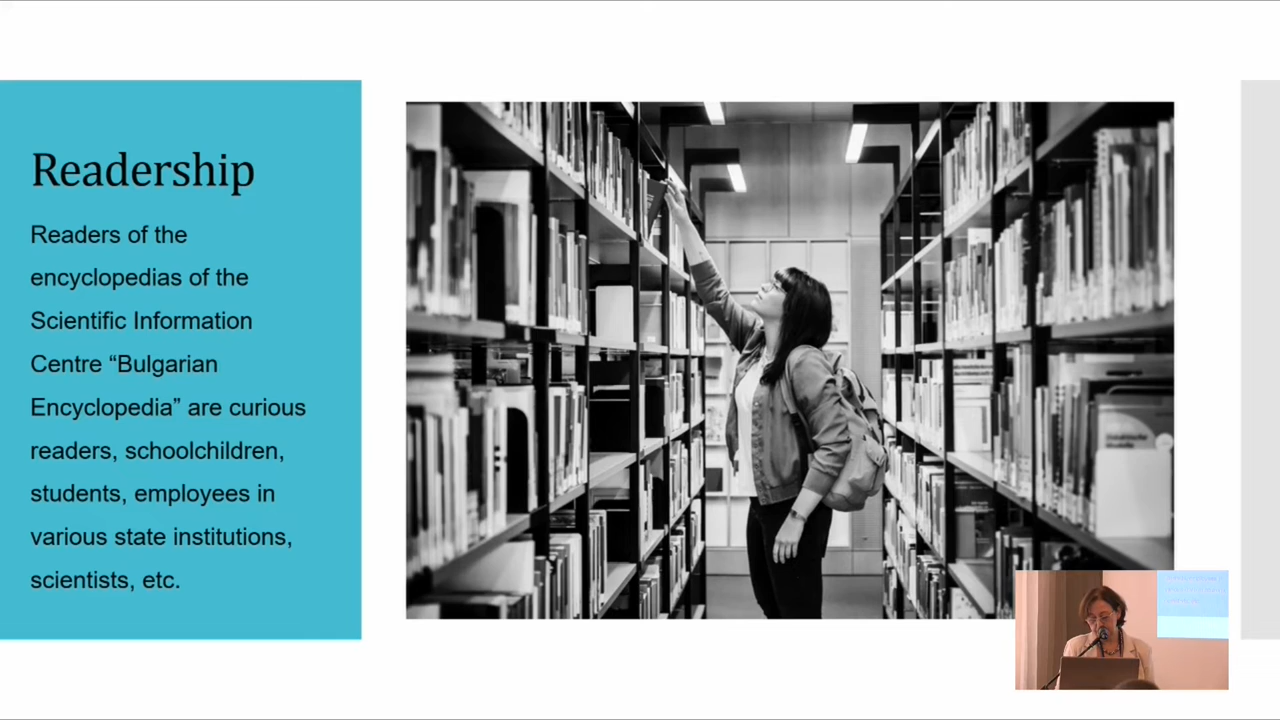 Readership
Readers of the
encyclopedias of the
Scientific Information
Centre “Bulgarian
Encyclopedia” are curious
readers, schoolchildren,
students, employees in
various state institutions,
scientists, etc.